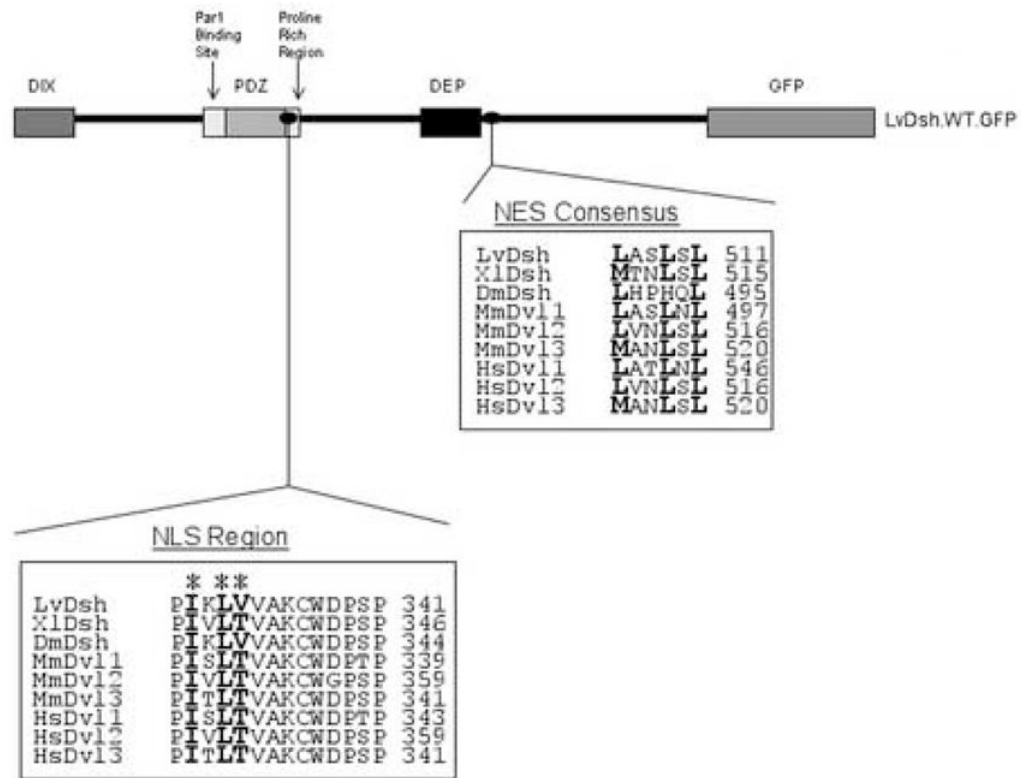 Par1 Binding Site
Proline Rich Region
DIX
PDZ
DEP
GFP
LvDsh.WT.GFP
NES Consensus
LvDsh LASLSL 511
XlDsh MTNLSL 515
DmDsh LHPHQL 495
MmDvl1 LASLNL 497
MmDvl2 LVNLSL 516
MmDvl3 MANLSL 520
HsDvl1 LATLNL 546
HsDvl2 LVNLSL 516
HsDvl3 MANLSL 520
NLS Region
* * *
LvDsh PIKLVVAKCWDPSP 341
XlDsh PIVLTVAKCWDPSP 346
DmDsh PIKLVVAKCWDPSP 344
MmDvl1 PISLTVAKCWDPTP 339
MmDvl2 PIVLTVAKCWGPSP 359
MmDvl3 PITLTVAKCWDPSP 341
HsDvl1 PISLTVAKCWDPTP 343
HsDvl2 PIVLTVAKCWDPSP 359
HsDvl3 PITLTVAKCWDPSP 341